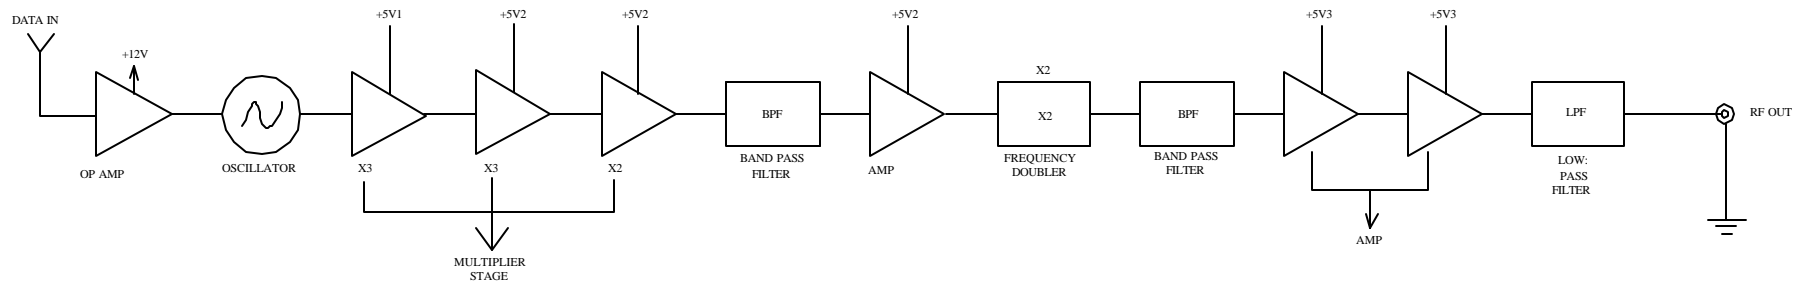 DATA IN
+12V
OP AMP
OSCILLATOR
+5V1
X3
+5V2
X3
+5V2
X2
MULTIPLIER
STAGE
BPF
BAND PASS
FILTER
+5V2
AMP
X2
X2
FREQUENCY
DOUBLER
BPF
BAND PASS
FILTER
+5V3
+5V3
AMP
LPF
LOW:
PASS
FILTER
RF OUT